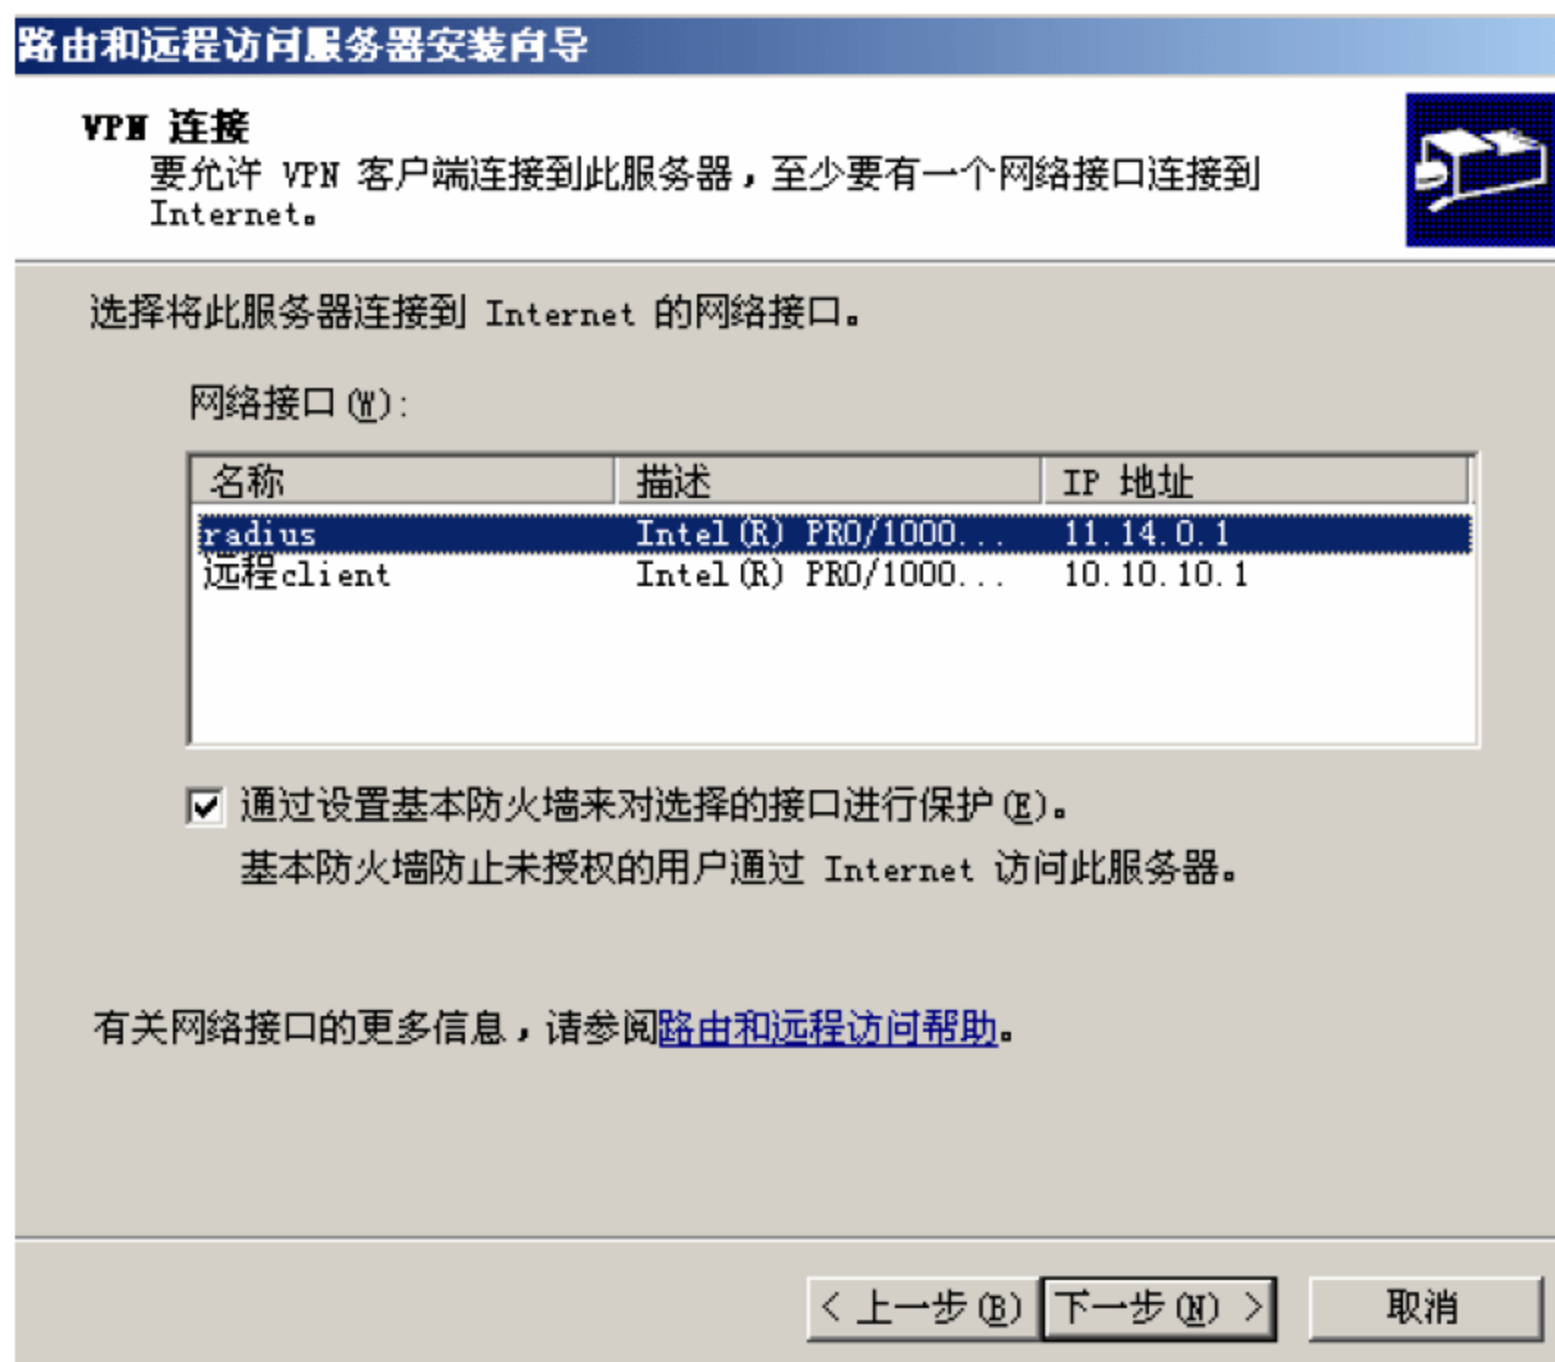 路由和远程访问服务器安装向导
VPN 连接
要允许 VPN 客户端连接到此服务器，至少要有一个网络接口连接到
Internet。
选择将此服务器连接到 Internet 的网络接口。
网络接口(W):
名称 描述 IP 地址
radius Intel(R) PRO/1000... 11.14.0.1
远程client Intel(R) PRO/1000... 10.10.10.1
通过设置基本防火墙来对选择的接口进行保护(E)。
基本防火墙防止未授权的用户通过 Internet 访问此服务器。
有关网络接口的更多信息，请参阅路由和远程访问帮助。
< 上一步(B) 下一步(N) > 取消